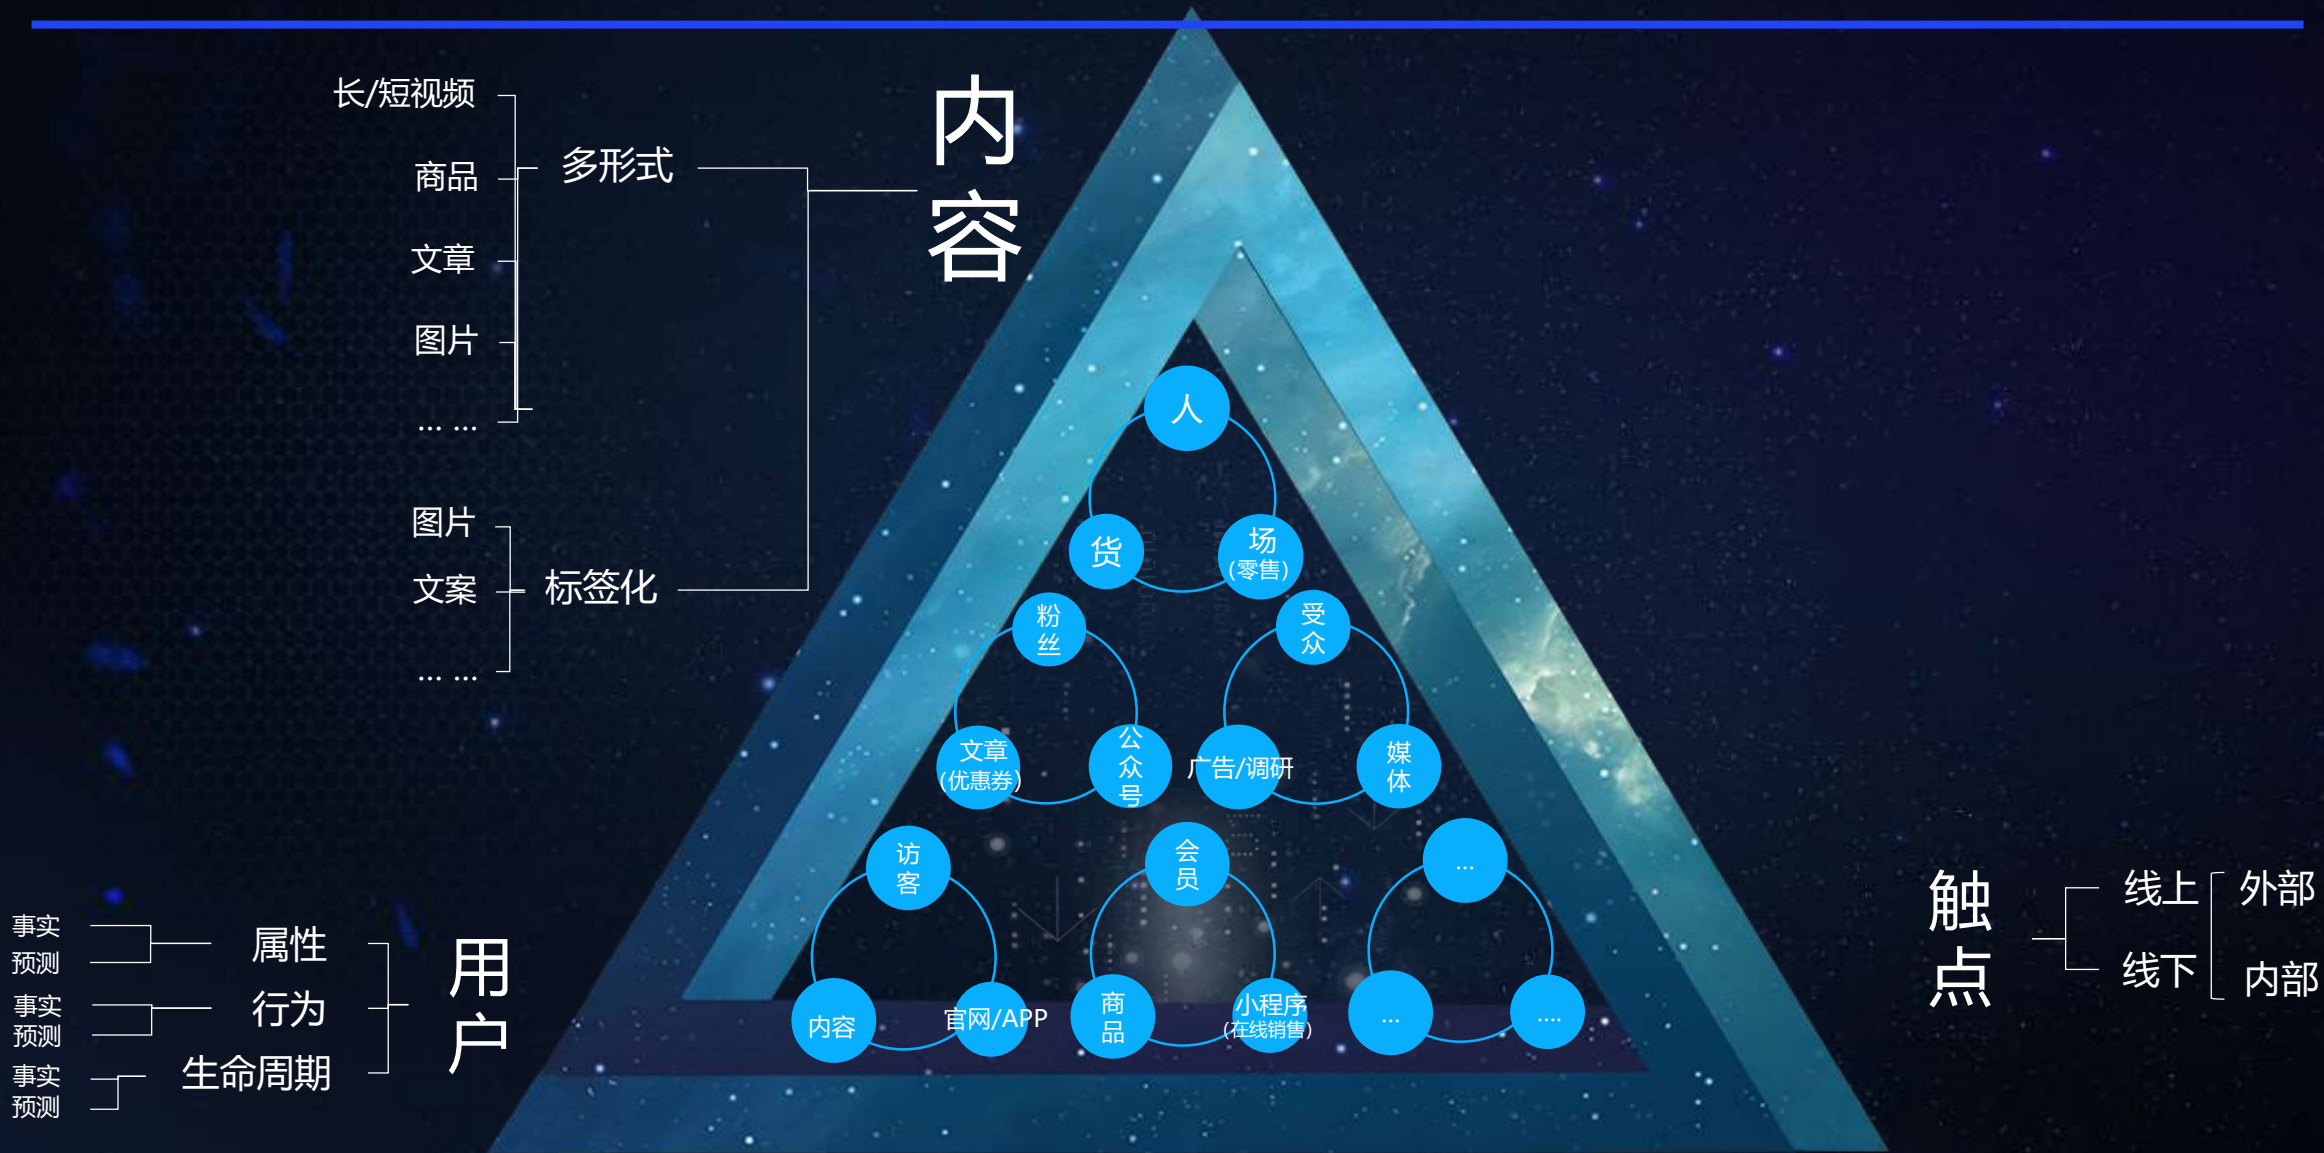 内
容
长/短视频
商品
文章
图片
... ...
多形式
图片
文案
... ...
标签化
人
货
场
(零售)
粉
丝
文章
(优惠券)
公
众
号
受
众
广告/调研
媒
体
访
客
内容
官网/APP
会
员
商
品
小程序
(在线销售)
...
...
....
用
户
属性
事实
预测
行为
事实
预测
生命周期
事实
预测
触
点
线上
线下
外部
内部